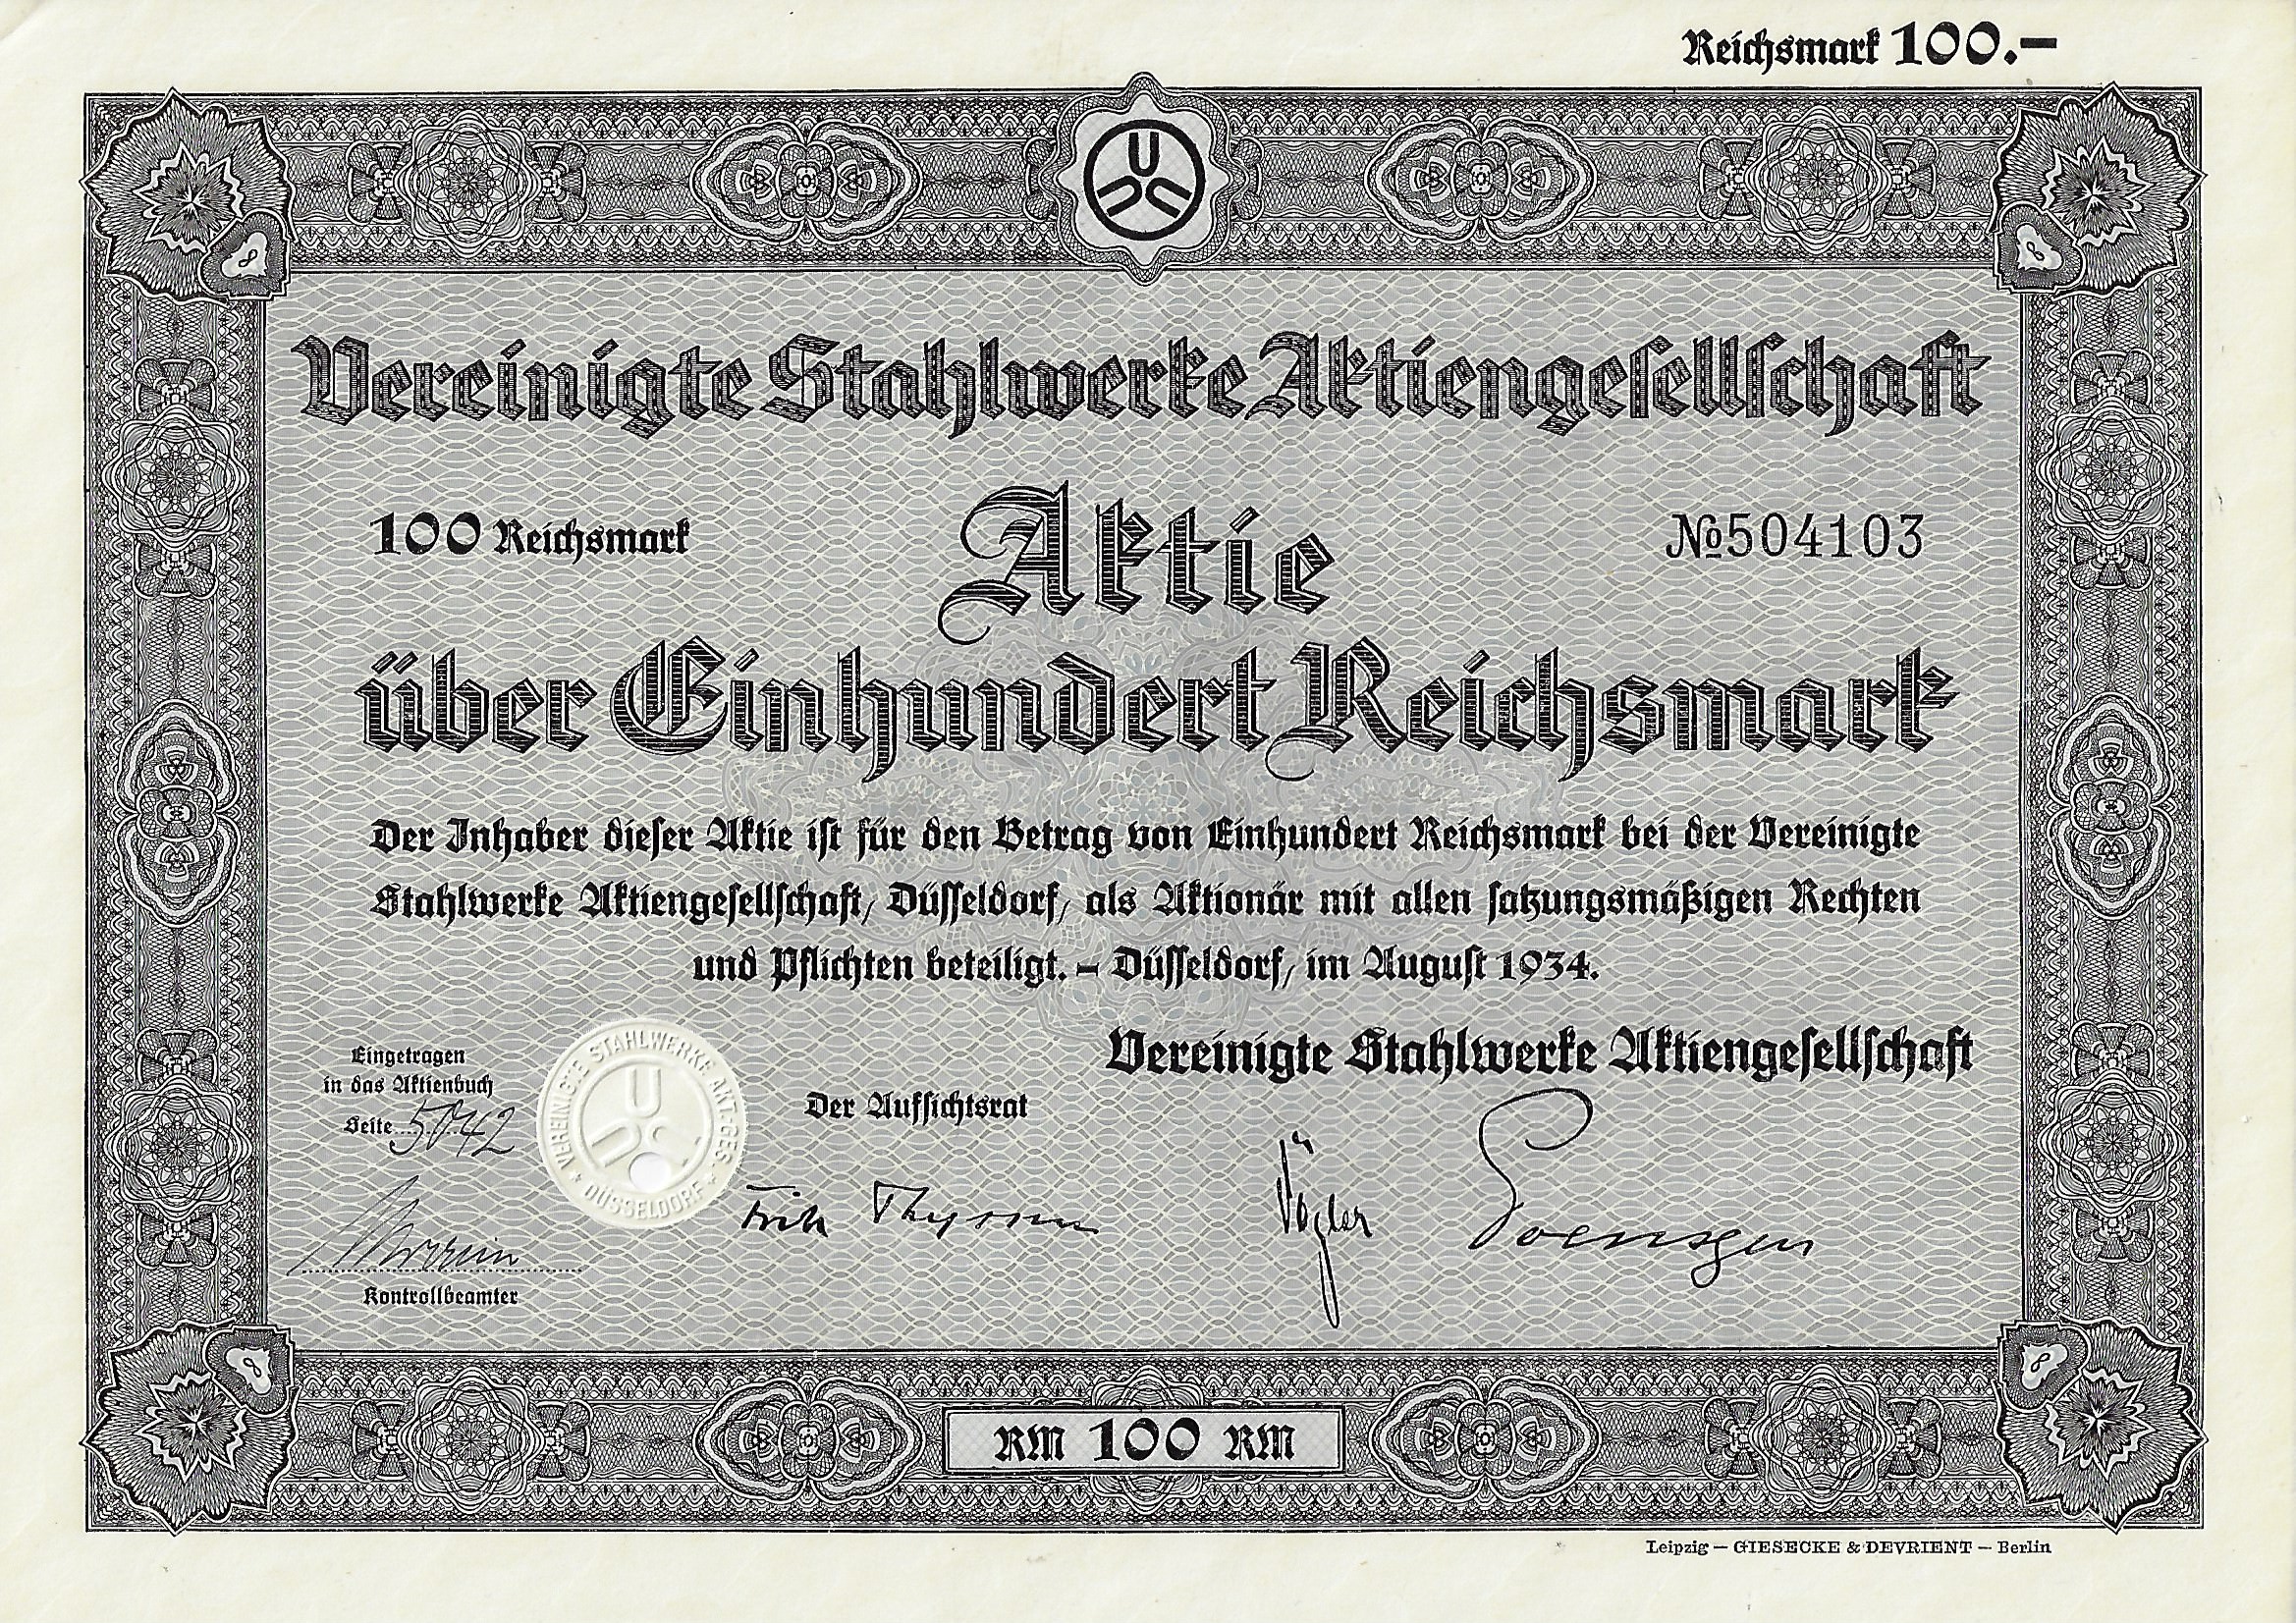 Reichsmark 100.–
Vereinigte Stahlwerke Aktiengesellschaft
100 Reichsmark
Aktie
№504103
über Einhundert Reichsmark
Der Inhaber dieser Aktie ist für den Betrag von Einhundert Reichsmark bei der Vereinigte
Stahlwerke Aktiengesellschaft, Düsseldorf, als Aktionär mit allen satzungsmäßigen Rechten
und Pflichten beteiligt. – Düsseldorf, im August 1934.
Vereinigte Stahlwerke Aktiengesellschaft
Eingetragen
in das Aktienbuch
Seite 5042
VEREINIGTE STAHLWERKE AKT-GES. DÜSSELDORF
Der Aufsichtsrat
Fritz Thyssen
Vögler
Poensgen
Kontrollbeamter
RM 100 RM
Leipzig – GIESECKE & DEVRIENT – Berlin